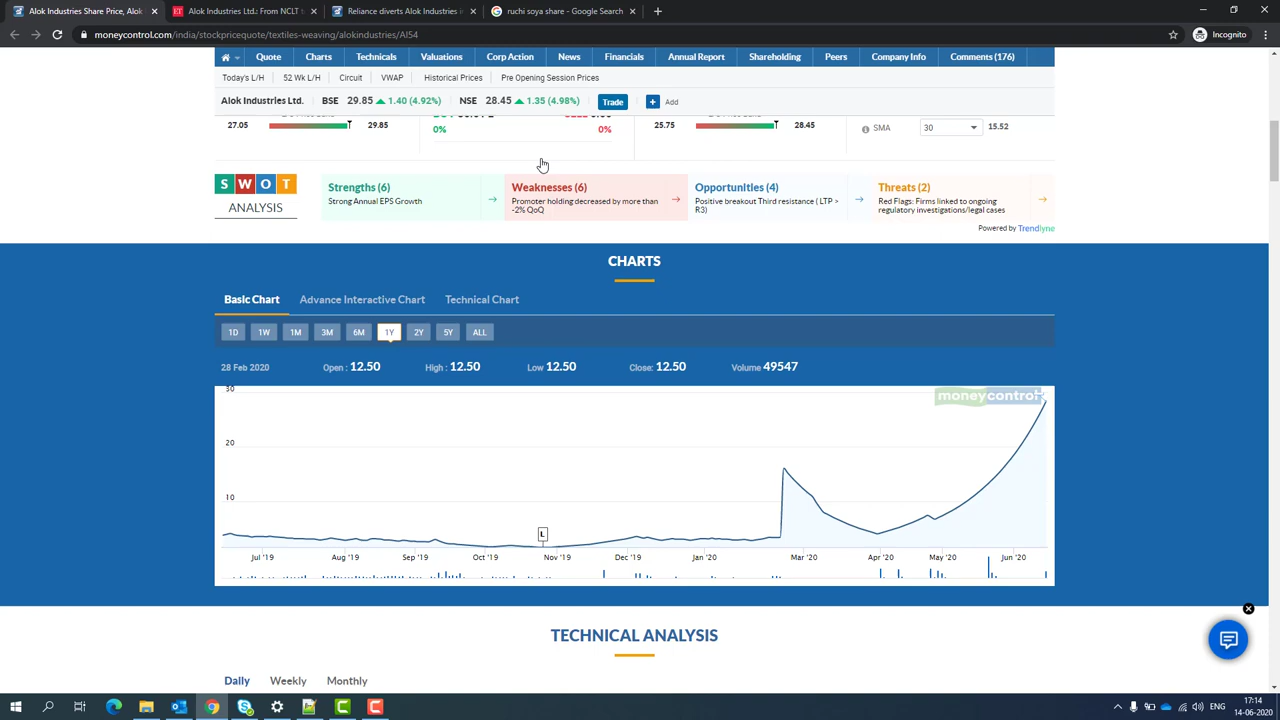 Alok Industries Ltd. Share Price,
Alok Industries Ltd.: From NCLT t
Reliance diverts Alok Industries i
ruchi soya share - Google Search
moneycontrol.com/india/stockpricequote/textiles-weaving/alokindustries/AI54
Incognito
Quote Charts Technicals Valuations Corp Action News Financials Annual Report Shareholding Peers Company Info Comments (176)
Today's L/H 52 Wk L/H Circuit VWAP Historical Prices Pre Opening Session Prices
Alok Industries Ltd. BSE 29.85 1.40 (4.92%) NSE 28.45 1.35 (4.98%) Trade + Add
27.05 29.85 0% 0% 25.75 28.45 SMA 30 15.52
SWOT
ANALYSIS
Strengths (6)
Strong Annual EPS Growth
Weaknesses (6)
Promoter holding decreased by more than
-2% QoQ
Opportunities (4)
Positive breakout Third resistance ( LTP >
R3)
Threats (2)
Red Flags: Firms linked to ongoing
regulatory investigations/legal cases
Powered by Trendlyne
CHARTS
Basic Chart Advance Interactive Chart Technical Chart
1D 1W 1M 3M 6M 1Y 2Y 5Y ALL
28 Feb 2020 Open : 12.50 High : 12.50 Low 12.50 Close: 12.50 Volume 49547
moneycontrol
30
20
10
L
Jul '19 Aug '19 Sep '19 Oct '19 Nov '19 Dec '19 Jan '20 Mar '20 Apr '20 May '20 Jun '20
TECHNICAL ANALYSIS
Daily Weekly Monthly
ENG
17:14
14-06-2020